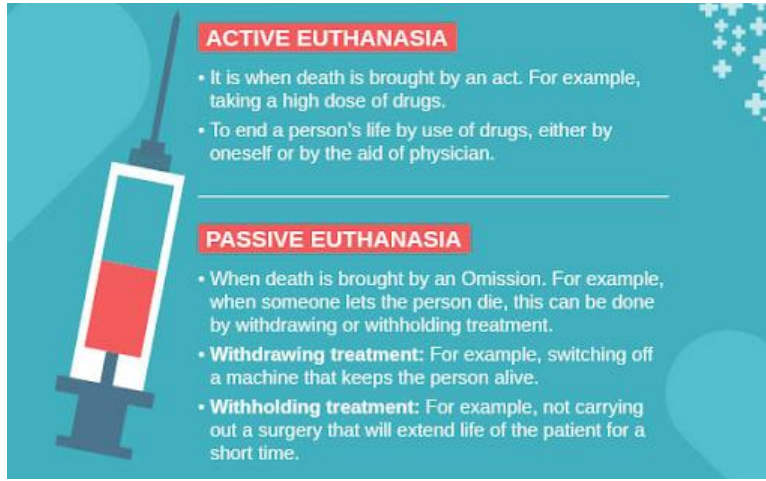 ACTIVE EUTHANASIA
• It is when death is brought by an act. For example,
taking a high dose of drugs.
• To end a person's life by use of drugs, either by
oneself or by the aid of physician.
PASSIVE EUTHANASIA
• When death is brought by an Omission. For example,
when someone lets the person die, this can be done
by withdrawing or withholding treatment.
• Withdrawing treatment: For example, switching off
a machine that keeps the person alive.
• Withholding treatment: For example, not carrying
out a surgery that will extend life of the patient for a
short time.